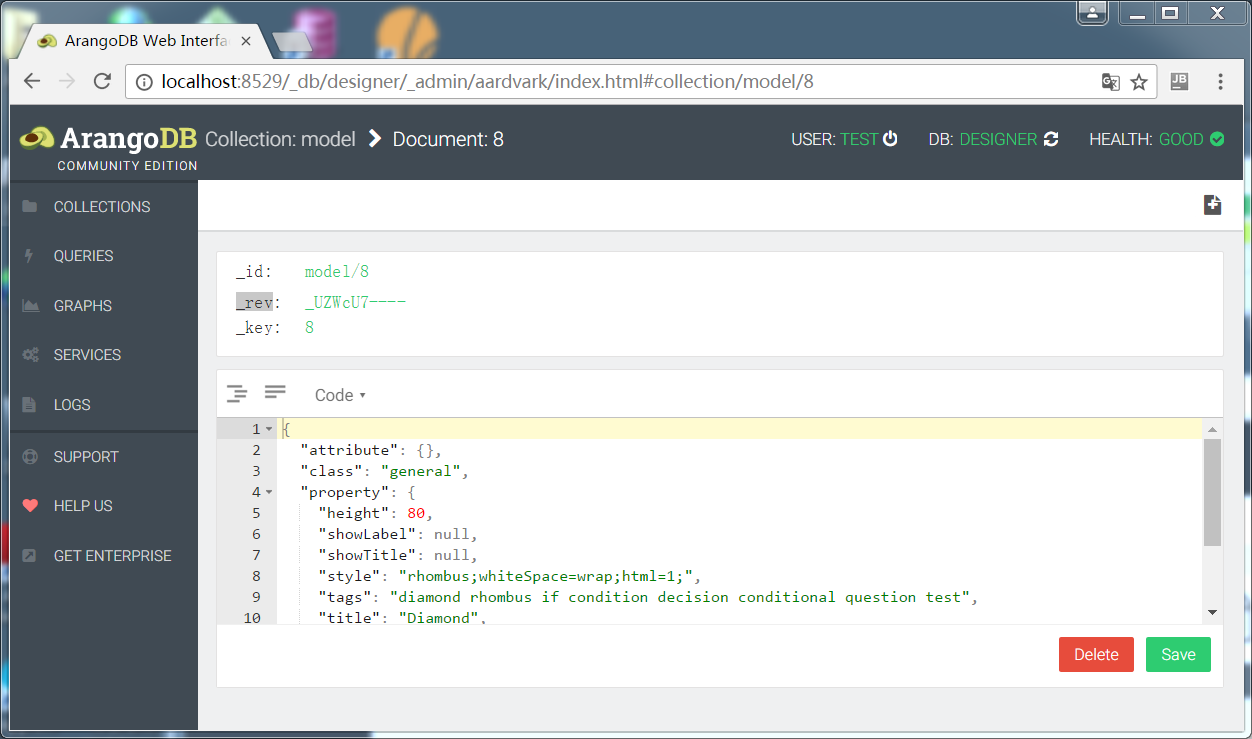 ArangoDB Web Interfa
localhost:8529/_db/designer/_admin/aardvark/index.html#collection/model/8
JB
ArangoDB Collection: model Document: 8 USER: TEST DB: DESIGNER HEALTH: GOOD
COMMUNITY EDITION
COLLECTIONS
QUERIES
GRAPHS
SERVICES
LOGS
SUPPORT
HELP US
GET ENTERPRISE
_id: model/8
_rev: _UZWcU7----
_key: 8
Code
1 {
2 "attribute": {},
3 "class": "general",
4 "property": {
5 "height": 80,
6 "showLabel": null,
7 "showTitle": null,
8 "style": "rhombus;whiteSpace=wrap;html=1;",
9 "tags": "diamond rhombus if condition decision conditional question test",
10 "title": "Diamond",
Delete Save